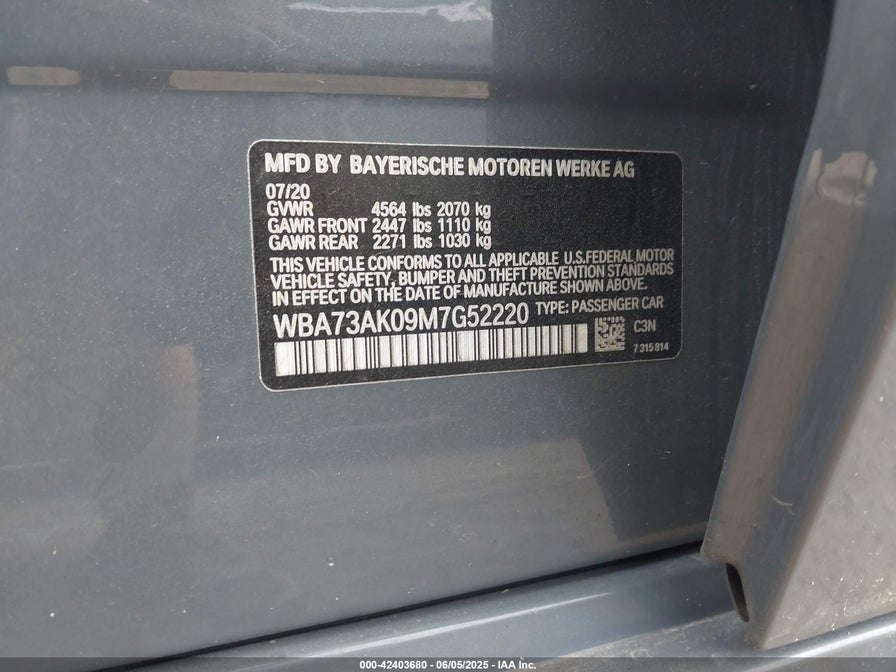 MFD BY BAYERISCHE MOTOREN WERKE AG
07/20
GVWR 4564 lbs 2070 kg
GAWR FRONT 2447 lbs 1110 kg
GAWR REAR 2271 lbs 1030 kg
THIS VEHICLE CONFORMS TO ALL APPLICABLE U.S.FEDERAL MOTOR
VEHICLE SAFETY, BUMPER AND THEFT PREVENTION STANDARDS
IN EFFECT ON THE DATE OF MANUFACTURE SHOWN ABOVE.
WBA73AK09M7G52220 TYPE: PASSENGER CAR
C3N
7315814
000-42403680 - 06/05/2025 - IAA Inc.